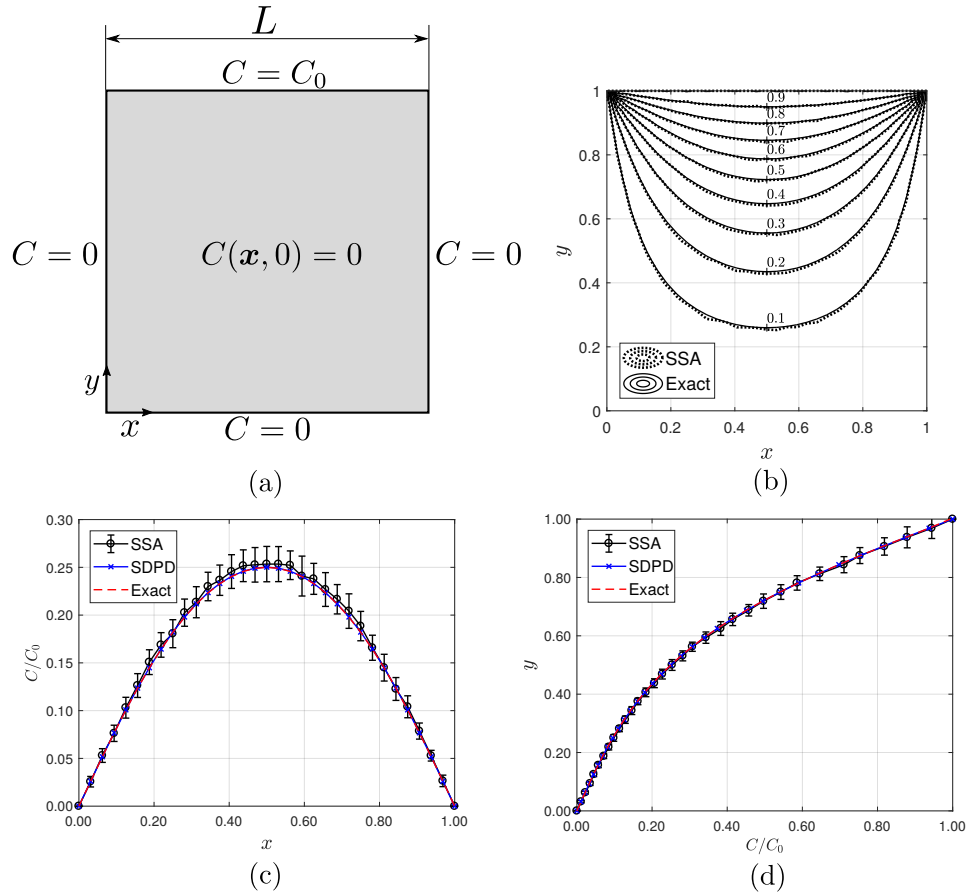 L
C = C₀
C = 0
C(x, 0) = 0
C = 0
y
x
C = 0
(a)
1
0.8
0.6
0.4
0.2
0
y
0.9
0.8
0.7
0.6
0.5
0.4
0.3
0.2
0.1
SSA
Exact
0 0.2 0.4 0.6 0.8 1
x
(b)
0.30
0.25
0.20
0.15
0.10
0.05
0.00
C/C₀
SSA
SDPD
Exact
0.00 0.20 0.40 0.60 0.80 1.00
x
(c)
1.00
0.80
0.60
0.40
0.20
0.00
y
SSA
SDPD
Exact
0.00 0.20 0.40 0.60 0.80 1.00
C/C₀
(d)